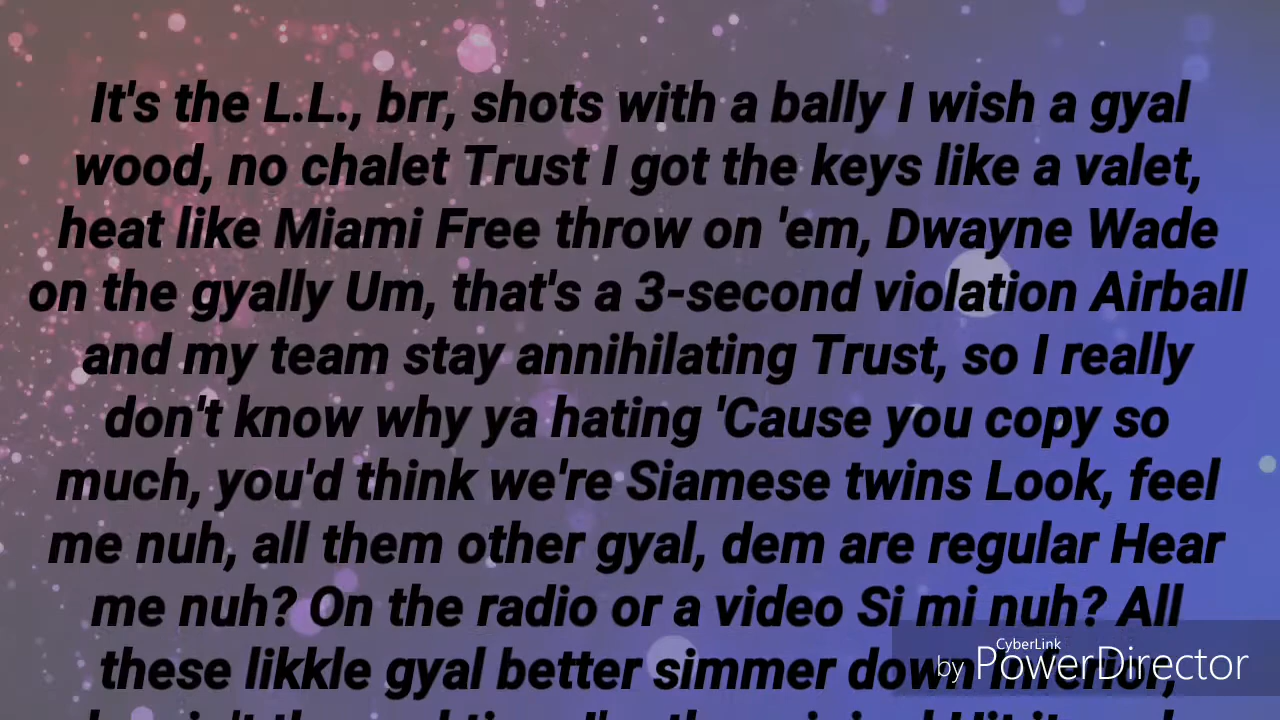 It's the L.L., brr, shots with a bally I wish a gyal
wood, no chalet Trust I got the keys like a valet,
heat like Miami Free throw on 'em, Dwayne Wade
on the gyally Um, that's a 3-second violation Airball
and my team stay annihilating Trust, so I really
don't know why ya hating 'Cause you copy so
much, you'd think we're Siamese twins Look, feel
me nuh, all them other gyal, dem are regular Hear
me nuh? On the radio or a video Si mi nuh? All
these likkle gyal better simmer down Inferior,
CyberLink
by PowerDirector